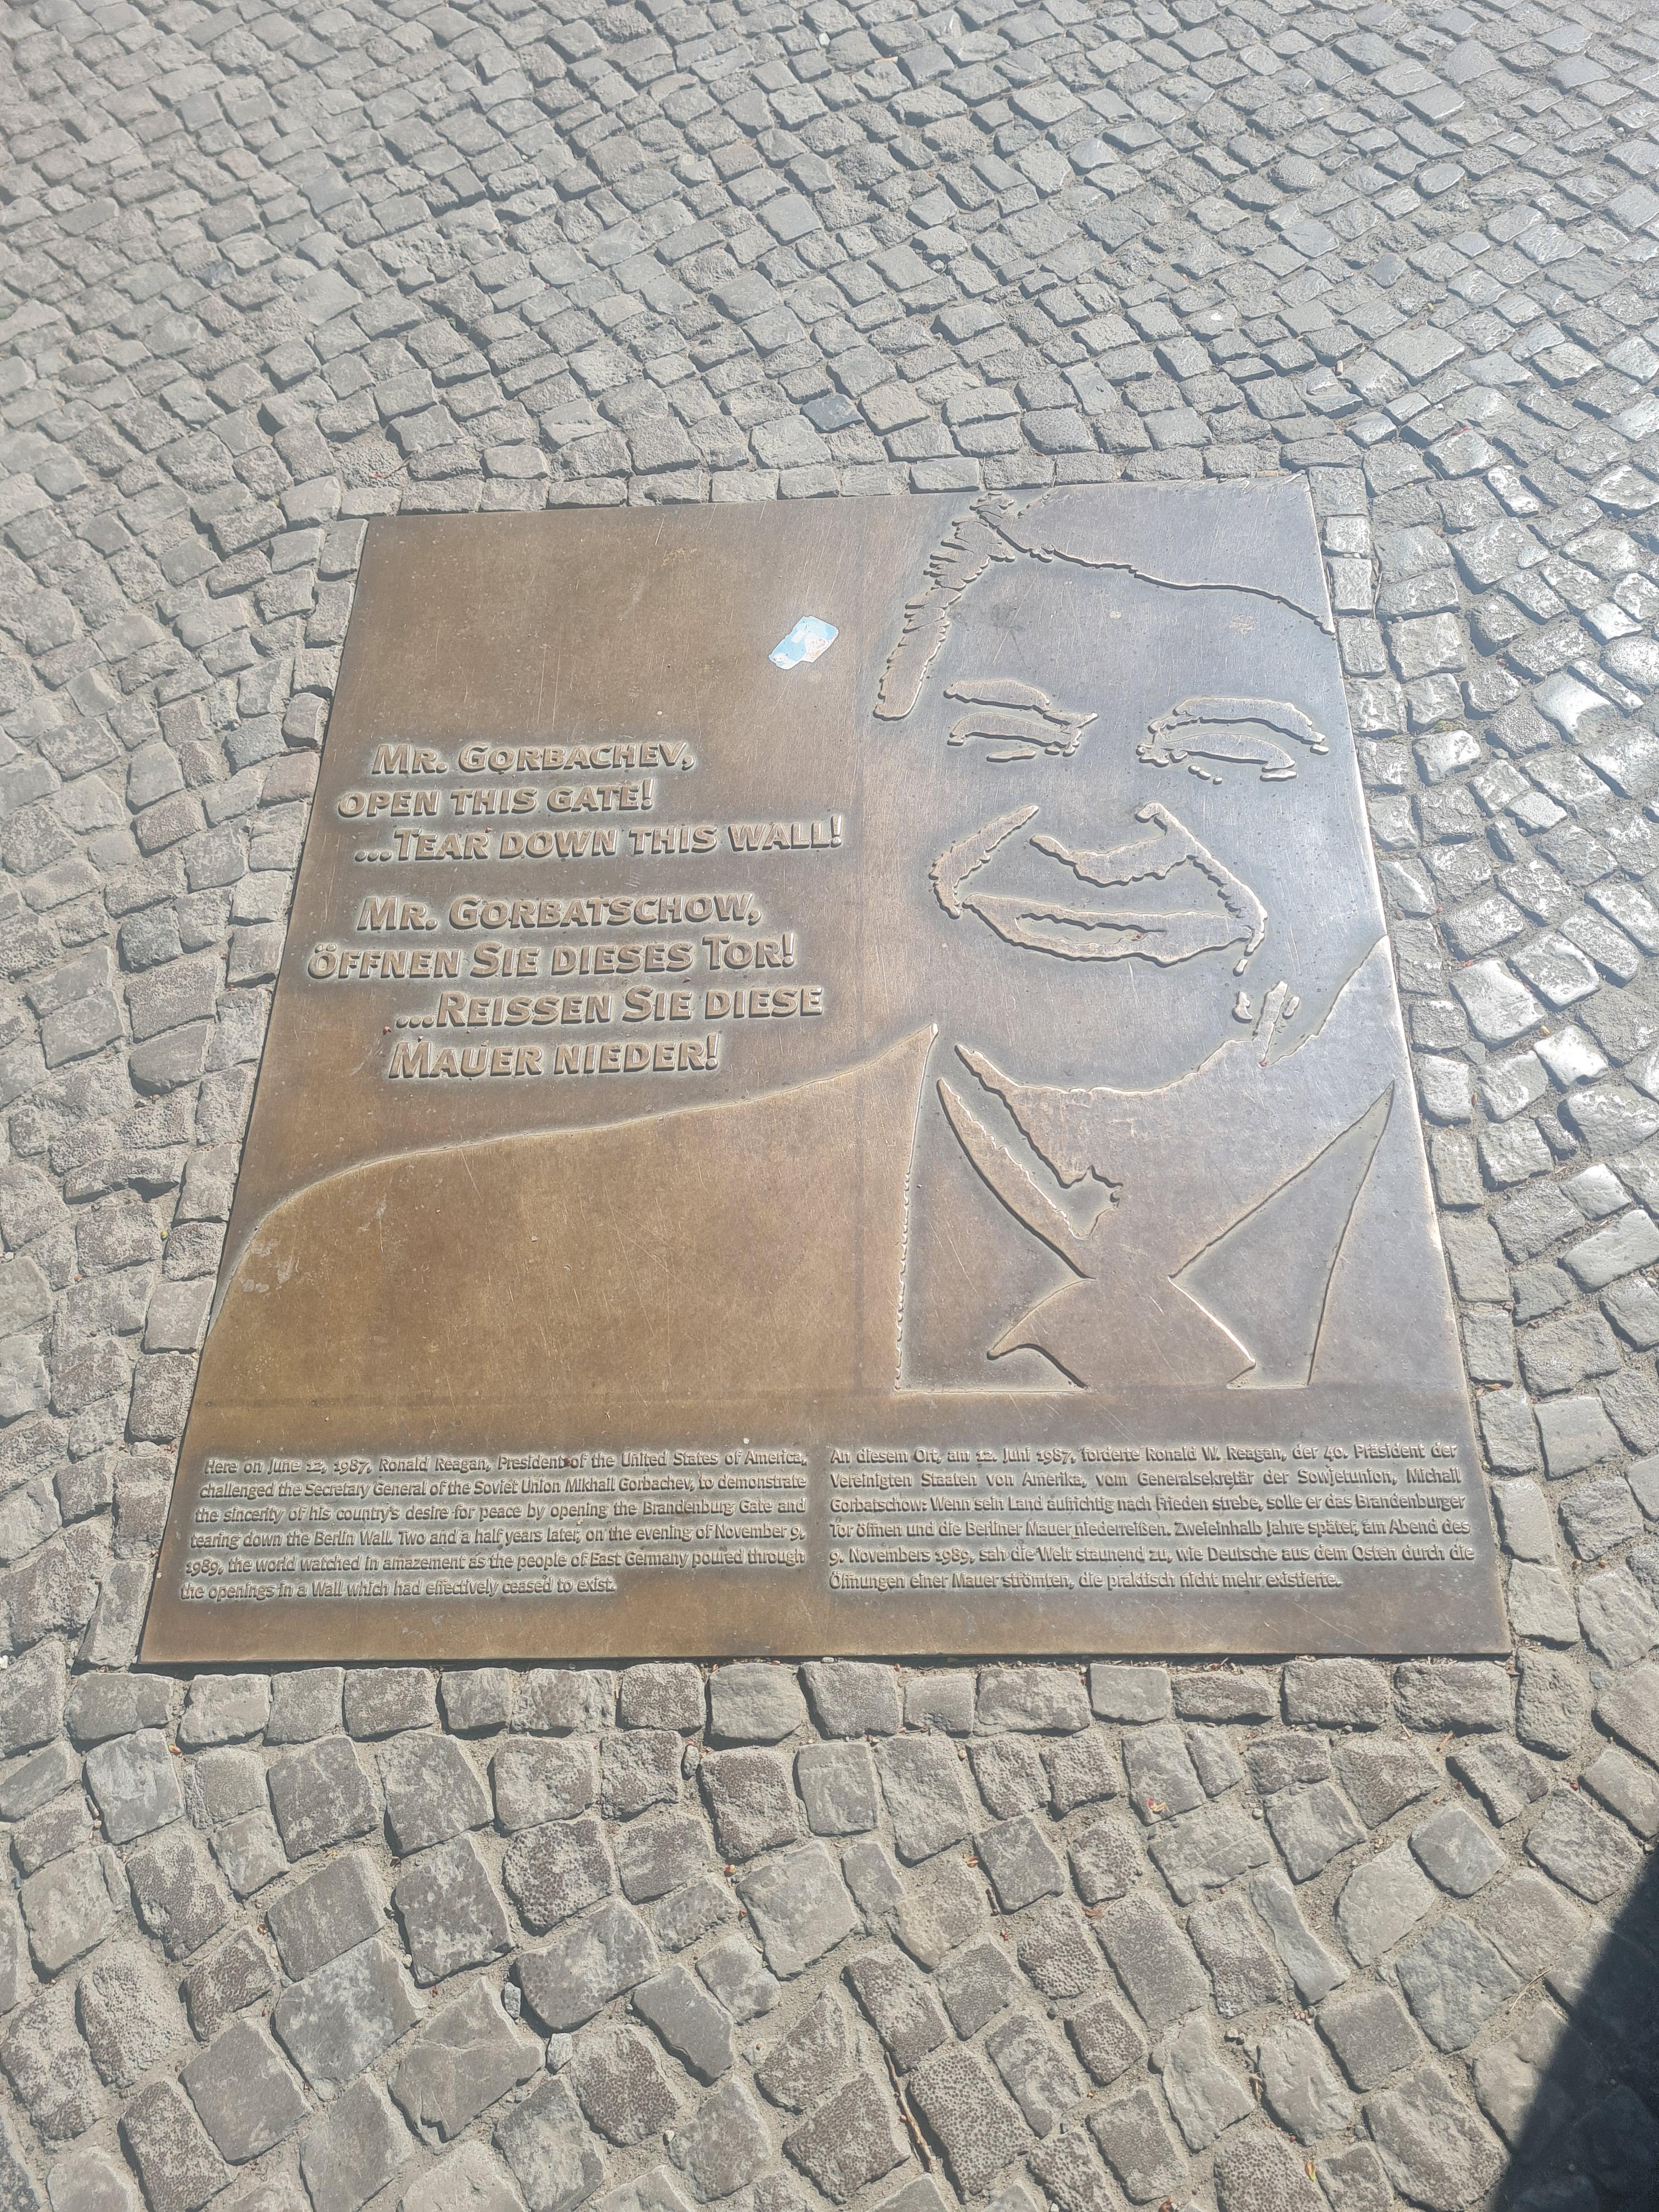 MR. GORBACHEV,
OPEN THIS GATE!
...TEAR DOWN THIS WALL!
MR. GORBATSCHOW,
ÖFFNEN SIE DIESES TOR!
...REISSEN SIE DIESE
MAUER NIEDER!
Here on June 12, 1987, Ronald Reagan, President of the United States of America,
challenged the Secretary General of the Soviet Union Mikhail Gorbachev, to demonstrate
the sincerity of his country's desire for peace by opening the Brandenburg Gate and
tearing down the Berlin Wall. Two and a half years later, on the evening of November 9,
1989, the world watched in amazement as the people of East Germany poured through
the openings in a Wall which had effectively ceased to exist.
An diesem Ort, am 12. Juni 1987, forderte Ronald W. Reagan, der 40. Präsident der
Vereinigten Staaten von Amerika, vom Generalsekretär der Sowjetunion, Michail
Gorbatschow: Wenn sein Land aufrichtig nach Frieden strebe, solle er das Brandenburger
Tor öffnen und die Berliner Mauer niederreißen. Zweieinhalb Jahre später, am Abend des
9. Novembers 1989, sah die Welt staunend zu, wie Deutsche aus dem Osten durch die
Öffnungen einer Mauer strömten, die praktisch nicht mehr existierte.